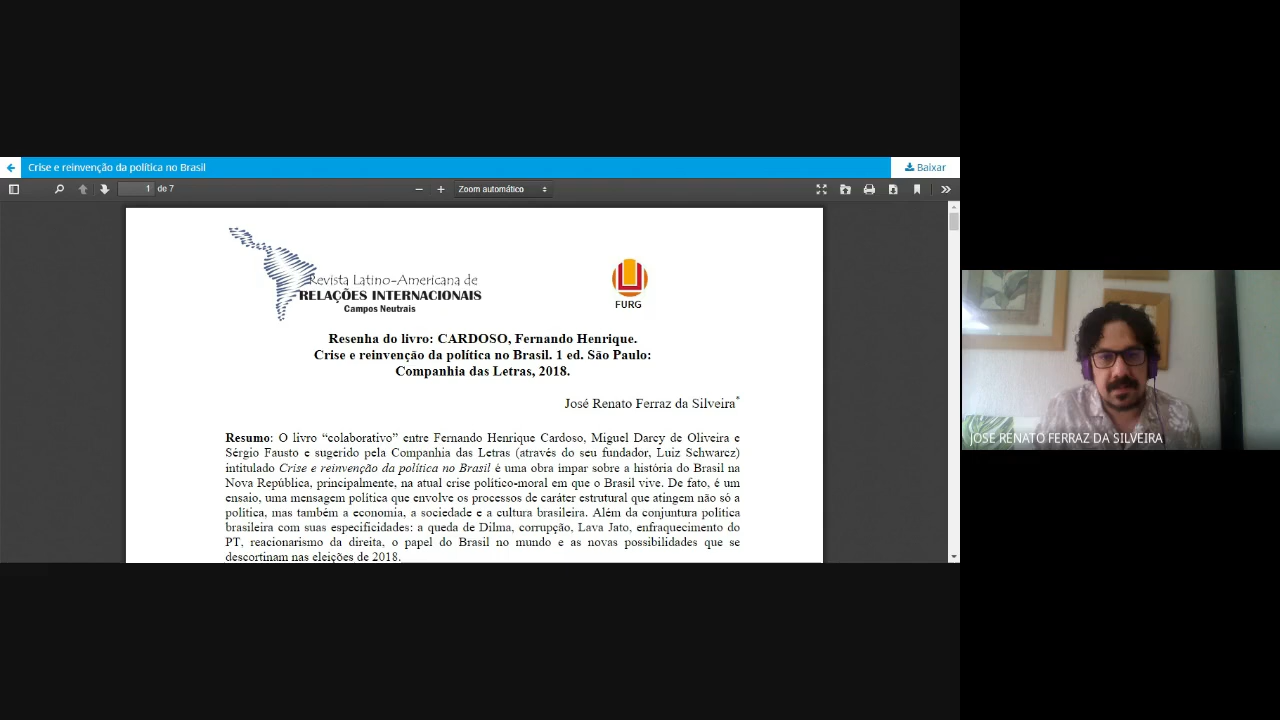 Crise e reinvenção da política no Brasil
Baixar
1 de 7
Zoom automático
Revista Latino-Americana de
RELAÇÕES INTERNACIONAIS
Campos Neutrais
FURG
Resenha do livro: CARDOSO, Fernando Henrique.
Crise e reinvenção da política no Brasil. 1 ed. São Paulo:
Companhia das Letras, 2018.
José Renato Ferraz da Silveira*
Resumo: O livro “colaborativo” entre Fernando Henrique Cardoso, Miguel Darcy de Oliveira e
Sérgio Fausto e sugerido pela Companhia das Letras (através do seu fundador, Luiz Schwarcz)
intitulado Crise e reinvenção da política no Brasil é uma obra impar sobre a história do Brasil na
Nova República, principalmente, na atual crise político-moral em que o Brasil vive. De fato, é um
ensaio, uma mensagem política que envolve os processos de caráter estrutural que atingem não só a
política, mas também a economia, a sociedade e a cultura brasileira. Além da conjuntura política
brasileira com suas especificidades: a queda de Dilma, corrupção, Lava Jato, enfraquecimento do
PT, reacionarismo da direita, o papel do Brasil no mundo e as novas possibilidades que se
descortinam nas eleições de 2018.
JOSE RENATO FERRAZ DA SILVEIRA